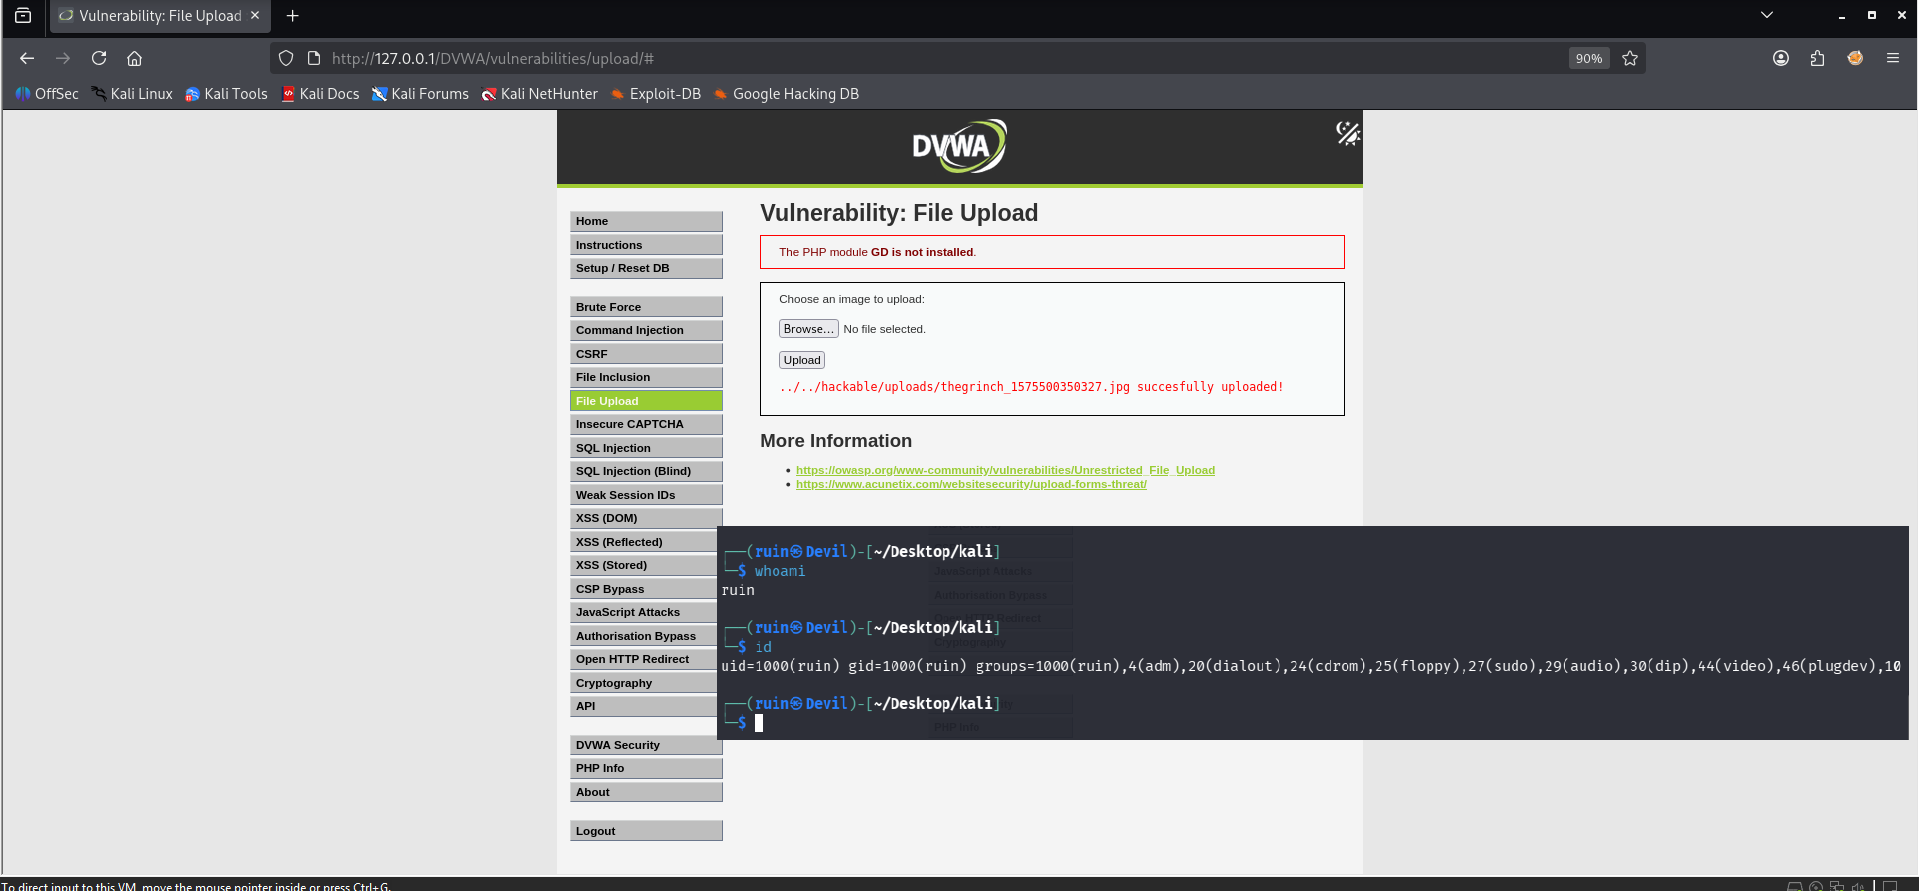 Vulnerability: File Upload
http://127.0.0.1/DVWA/vulnerabilities/upload/#
90%
OffSec Kali Linux Kali Tools Kali Docs Kali Forums Kali NetHunter Exploit-DB Google Hacking DB
DVWA
Home
Instructions
Setup / Reset DB
Brute Force
Command Injection
CSRF
File Inclusion
File Upload
Insecure CAPTCHA
SQL Injection
SQL Injection (Blind)
Weak Session IDs
XSS (DOM)
XSS (Reflected)
XSS (Stored)
CSP Bypass
JavaScript Attacks
Authorisation Bypass
Open HTTP Redirect
Cryptography
API
DVWA Security
PHP Info
About
Logout
Vulnerability: File Upload
The PHP module GD is not installed.
Choose an image to upload:
Browse... No file selected.
Upload
../../hackable/uploads/thegrinch_1575500350327.jpg succesfully uploaded!
More Information
https://owasp.org/www-community/vulnerabilities/Unrestricted_File_Upload
https://www.acunetix.com/websitesecurity/upload-forms-threat/
┌──(ruin㉿Devil)-[~/Desktop/kali]
└─$ whoami
ruin
┌──(ruin㉿Devil)-[~/Desktop/kali]
└─$ id
uid=1000(ruin) gid=1000(ruin) groups=1000(ruin),4(adm),20(dialout),24(cdrom),25(floppy),27(sudo),29(audio),30(dip),44(video),46(plugdev),10
┌──(ruin㉿Devil)-[~/Desktop/kali]
└─$
JavaScript Attacks
Authorisation Bypass
PHP Info
To direct input to this VM, move the mouse pointer inside or press Ctrl+G.